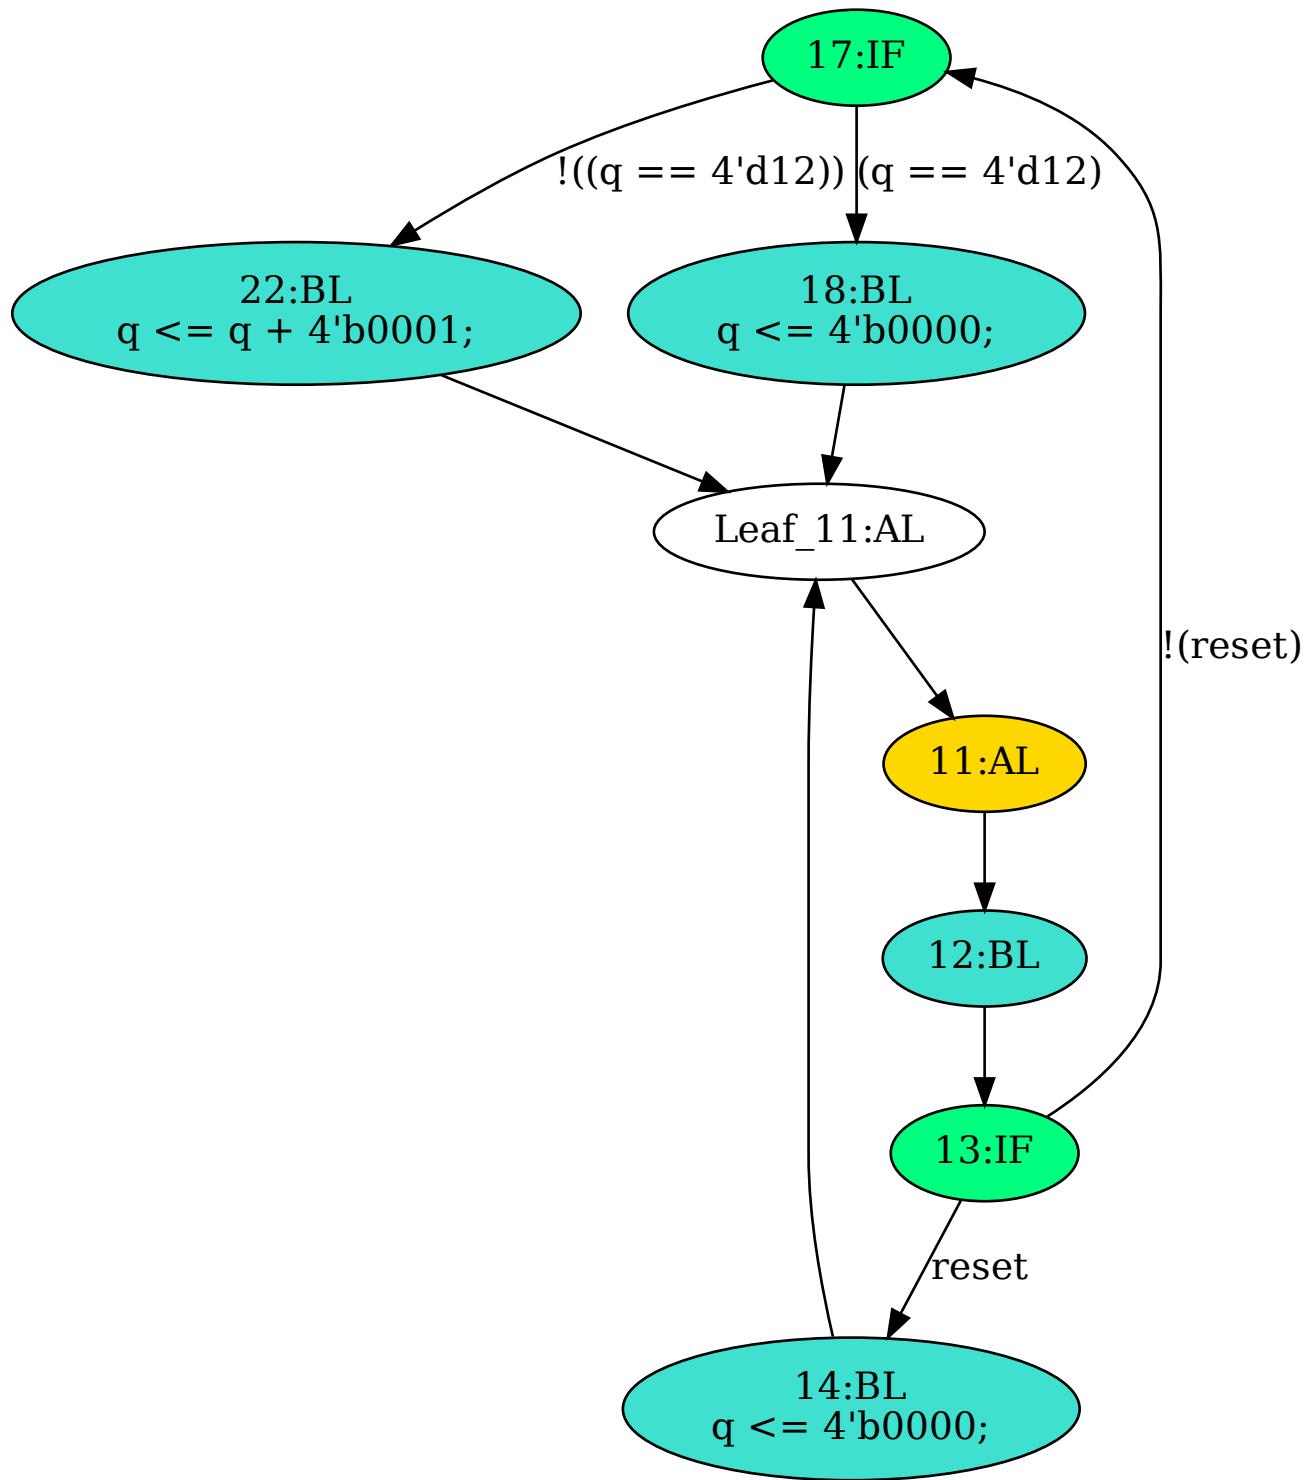 17:IF
!((q == 4'd12))
(q == 4'd12)
22:BL
q <= q + 4'b0001;
18:BL
q <= 4'b0000;
Leaf_11:AL
!(reset)
11:AL
12:BL
13:IF
reset
14:BL
q <= 4'b0000;